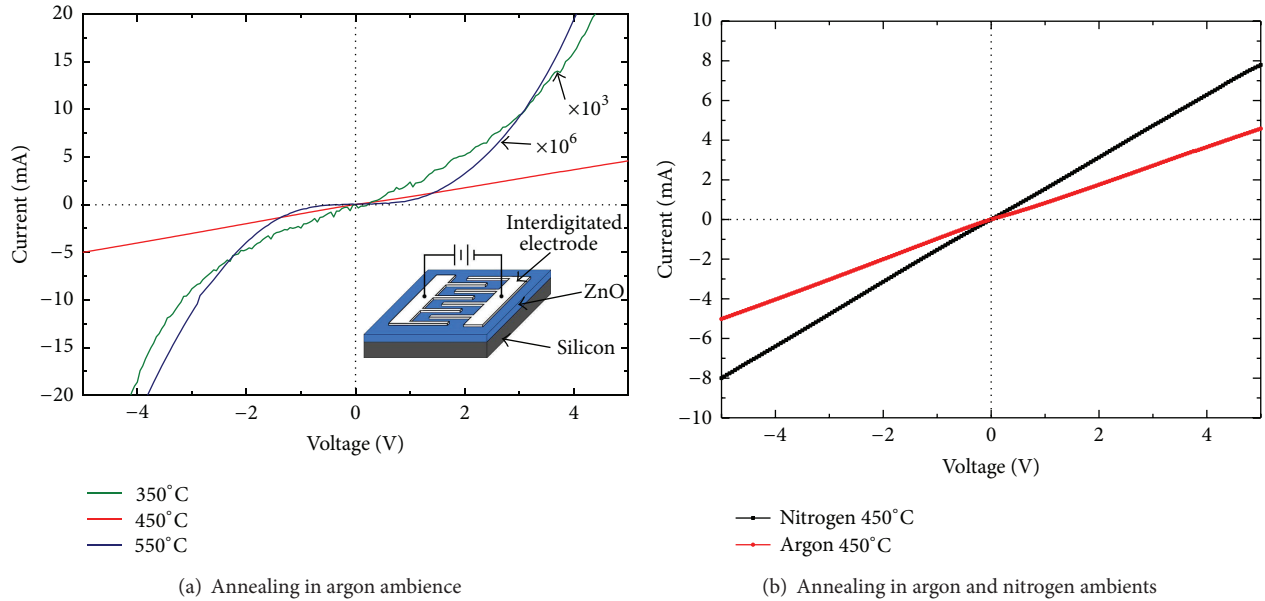 20
15
10
5
0
−5
−10
−15
−20
Current (mA)
×10³
×10⁶
Interdigitated
electrode
ZnO
Silicon
−4
−2
0
2
4
Voltage (V)
350°C
450°C
550°C
(a) Annealing in argon ambience
10
8
6
4
2
0
−2
−4
−6
−8
−10
Current (mA)
−4
−2
0
2
4
Voltage (V)
Nitrogen 450°C
Argon 450°C
(b) Annealing in argon and nitrogen ambients